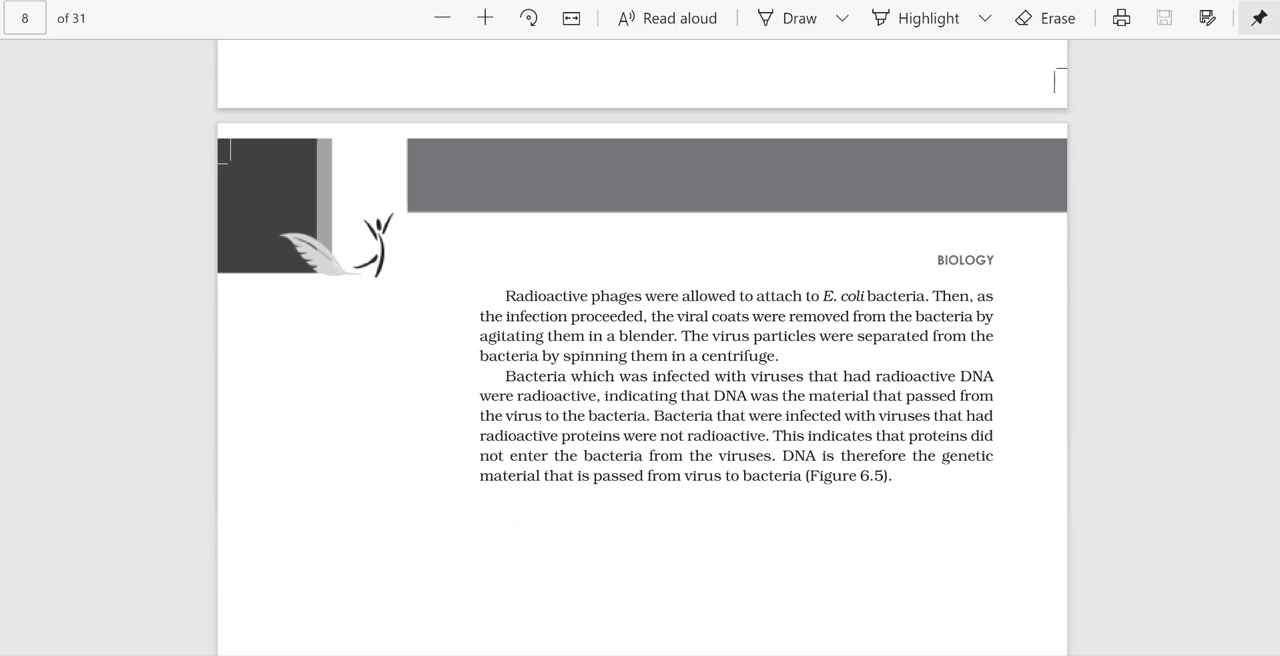 8 of 31 Read aloud Draw Highlight Erase
BIOLOGY
Radioactive phages were allowed to attach to E. coli bacteria. Then, as
the infection proceeded, the viral coats were removed from the bacteria by
agitating them in a blender. The virus particles were separated from the
bacteria by spinning them in a centrifuge.
Bacteria which was infected with viruses that had radioactive DNA
were radioactive, indicating that DNA was the material that passed from
the virus to the bacteria. Bacteria that were infected with viruses that had
radioactive proteins were not radioactive. This indicates that proteins did
not enter the bacteria from the viruses. DNA is therefore the genetic
material that is passed from virus to bacteria (Figure 6.5).